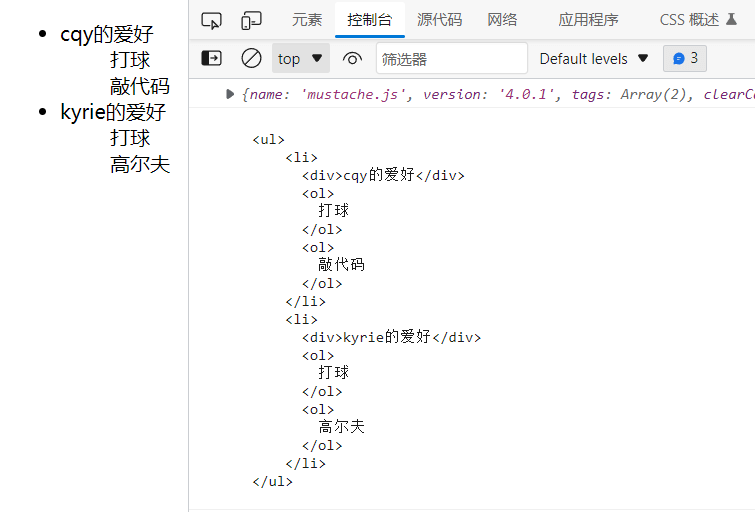 cqy的爱好
打球
敲代码
kyrie的爱好
打球
高尔夫
元素 控制台 源代码 网络 应用程序 CSS 概述
top 筛选器 Default levels 3
{name: 'mustache.js', version: '4.0.1', tags: Array(2), clearCa
<ul>
<li>
<div>cqy的爱好</div>
<ol>
打球
</ol>
<ol>
敲代码
</ol>
</li>
<li>
<div>kyrie的爱好</div>
<ol>
打球
</ol>
<ol>
高尔夫
</ol>
</li>
</ul>